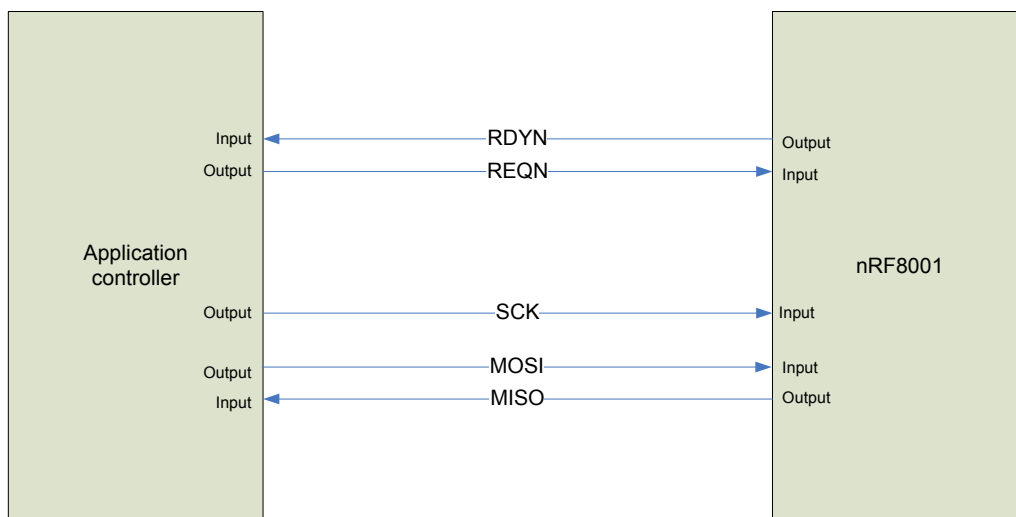 Input
RDYN
Output
Output
REQN
Input
Application
controller
nRF8001
Output
SCK
Input
Output
MOSI
Input
Input
MISO
Output